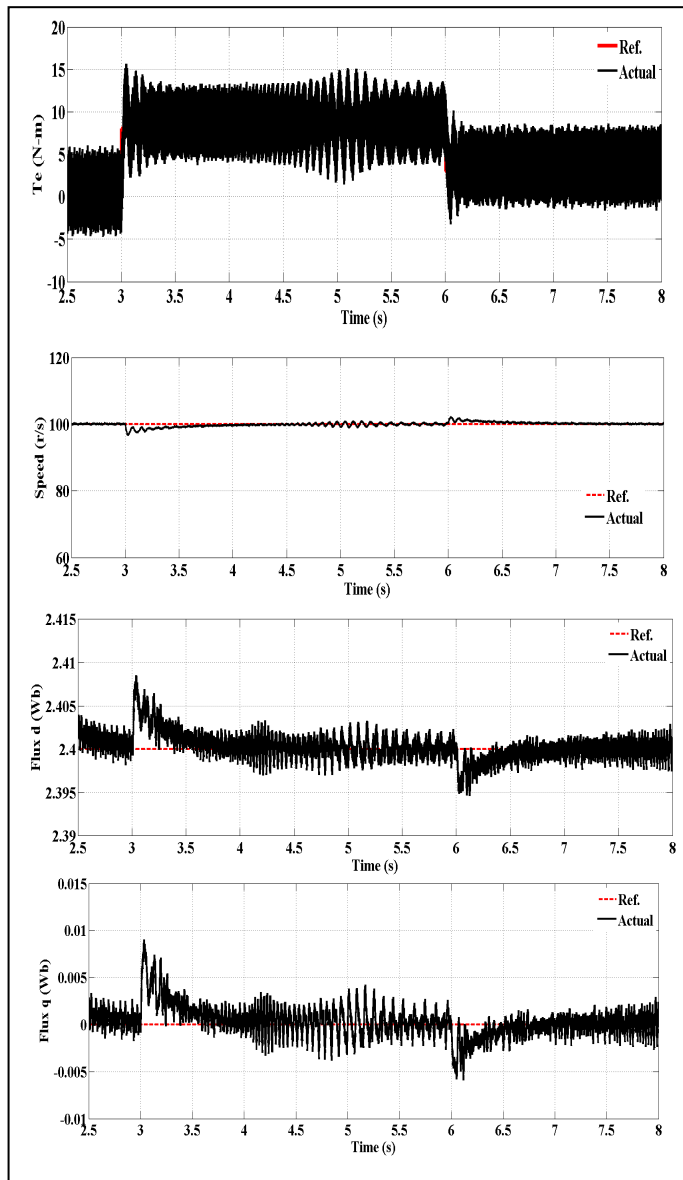 20
15
10
5
0
-5
-10
Te (N-m)
Ref.
Actual
2.5 3 3.5 4 4.5 5 5.5 6 6.5 7 7.5 8
Time (s)
120
100
80
60
Speed (r/s)
Ref.
Actual
2.5 3 3.5 4 4.5 5 5.5 6 6.5 7 7.5 8
Time (s)
2.415
2.41
2.405
2.4
2.395
2.39
Flux d (Wb)
Ref.
Actual
2.5 3 3.5 4 4.5 5 5.5 6 6.5 7 7.5 8
Time (s)
0.015
0.01
0.005
0
-0.005
-0.01
Flux q (Wb)
Ref.
Actual
2.5 3 3.5 4 4.5 5 5.5 6 6.5 7 7.5 8
Time (s)